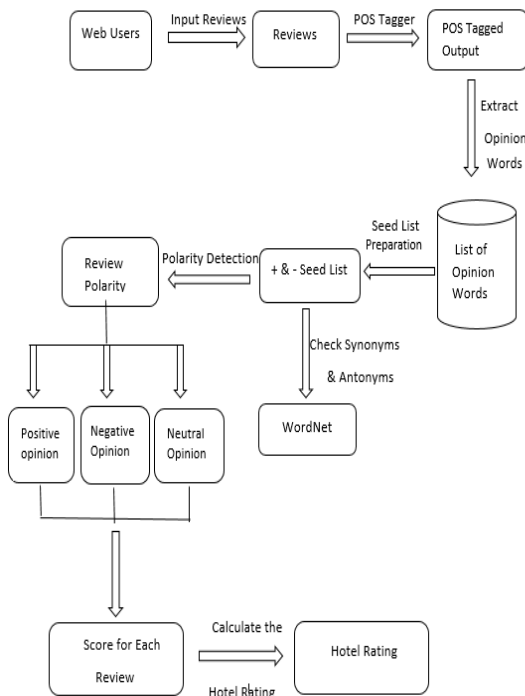 Input Reviews
Web Users
Reviews
POS Tagger
POS Tagged
Output
Extract
Opinion
Words
Seed List
Preparation
List of
Opinion
Words
+ & - Seed List
Polarity Detection
Review
Polarity
Check Synonyms
& Antonyms
WordNet
Positive
opinion
Negative
Opinion
Neutral
Opinion
Score for Each
Review
Calculate the
Hotel Rating
Hotel Rating